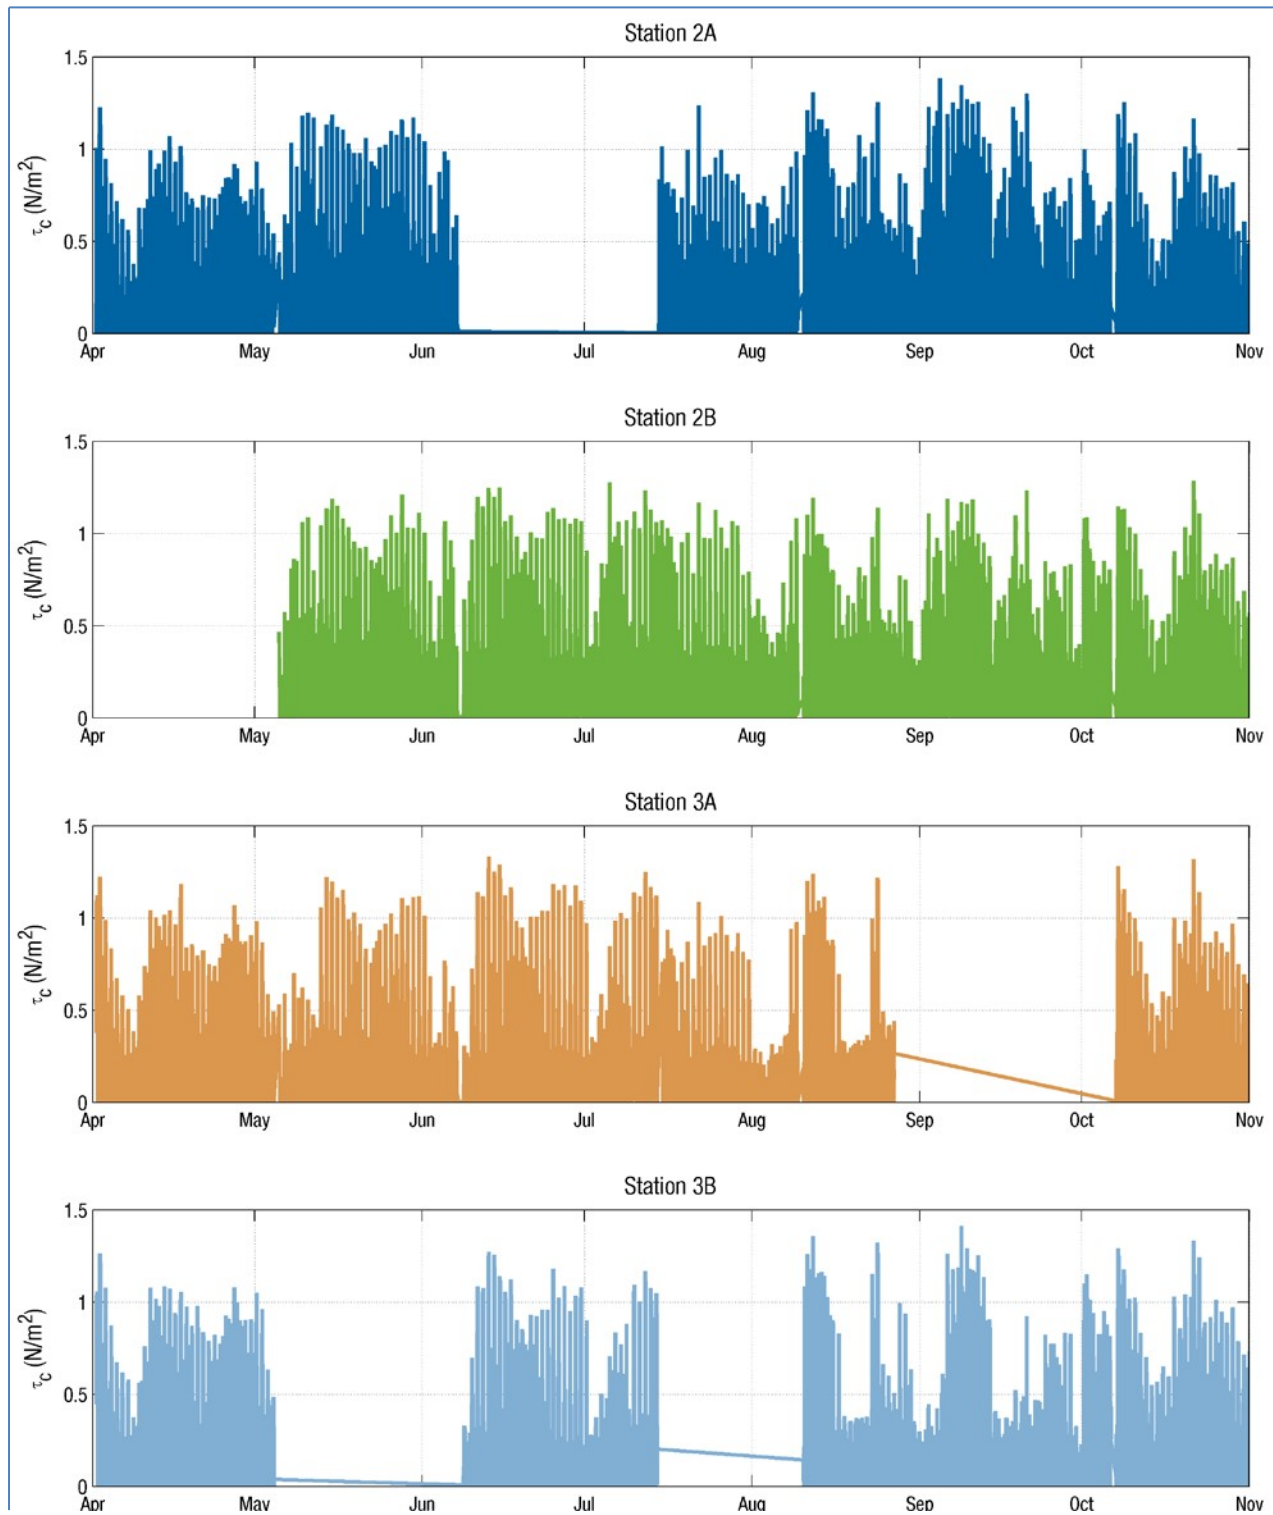 Station 2A
1.5
1
0.5
0
τc (N/m2)
Apr May Jun Jul Aug Sep Oct Nov
Station 2B
1.5
1
0.5
0
τc (N/m2)
Apr May Jun Jul Aug Sep Oct Nov
Station 3A
1.5
1
0.5
0
τc (N/m2)
Apr May Jun Jul Aug Sep Oct Nov
Station 3B
1.5
1
0.5
0
τc (N/m2)
Apr May Jun Jul Aug Sep Oct Nov